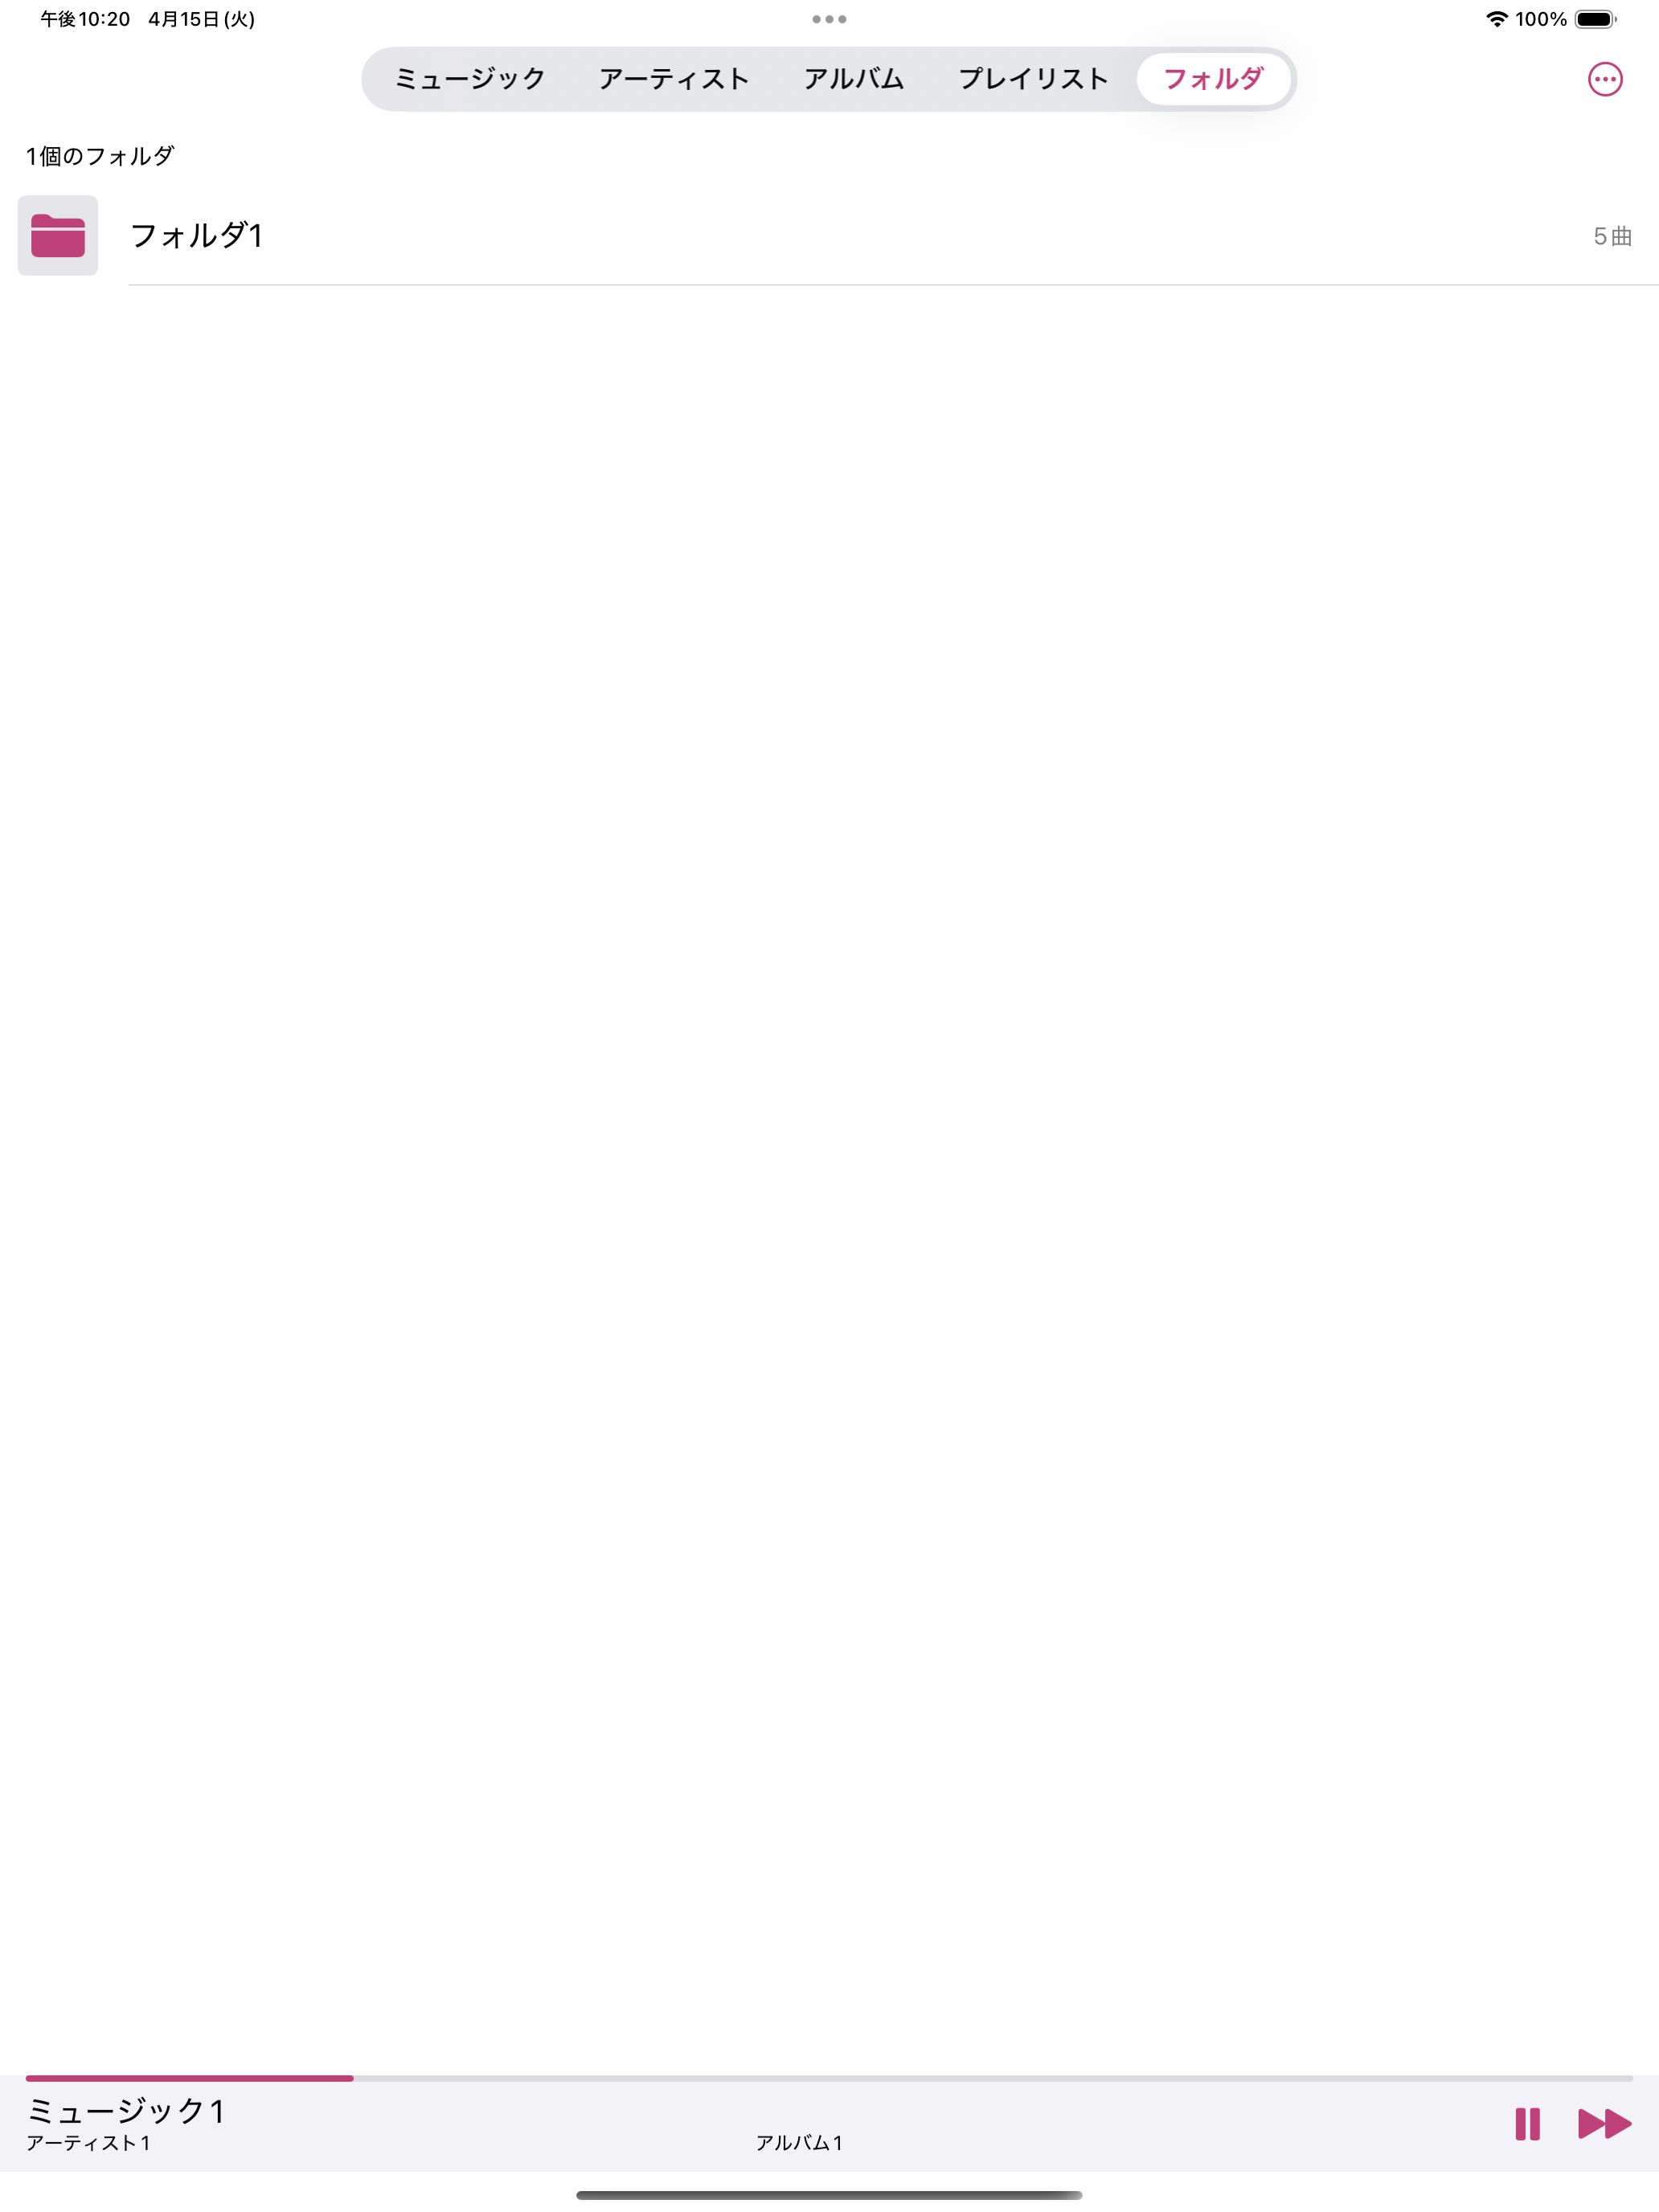 午後10:20 4月15日(火)
100%
ミュージック アーティスト アルバム プレイリスト フォルダ
1個のフォルダ
フォルダ1 5曲
ミュージック1
アーティスト1 アルバム1